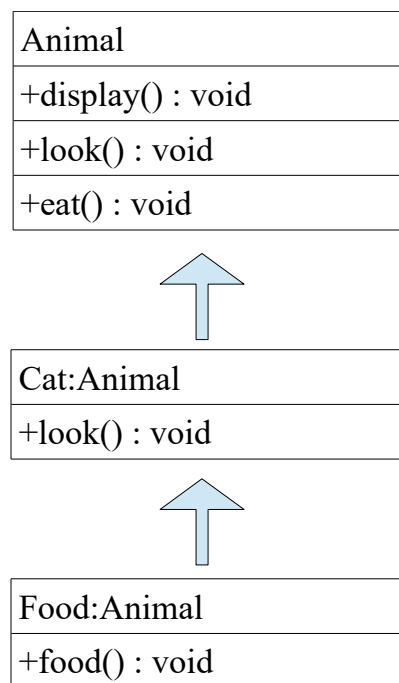 Animal
+display() : void
+look() : void
+eat() : void
Cat:Animal
+look() : void
Food:Animal
+food() : void